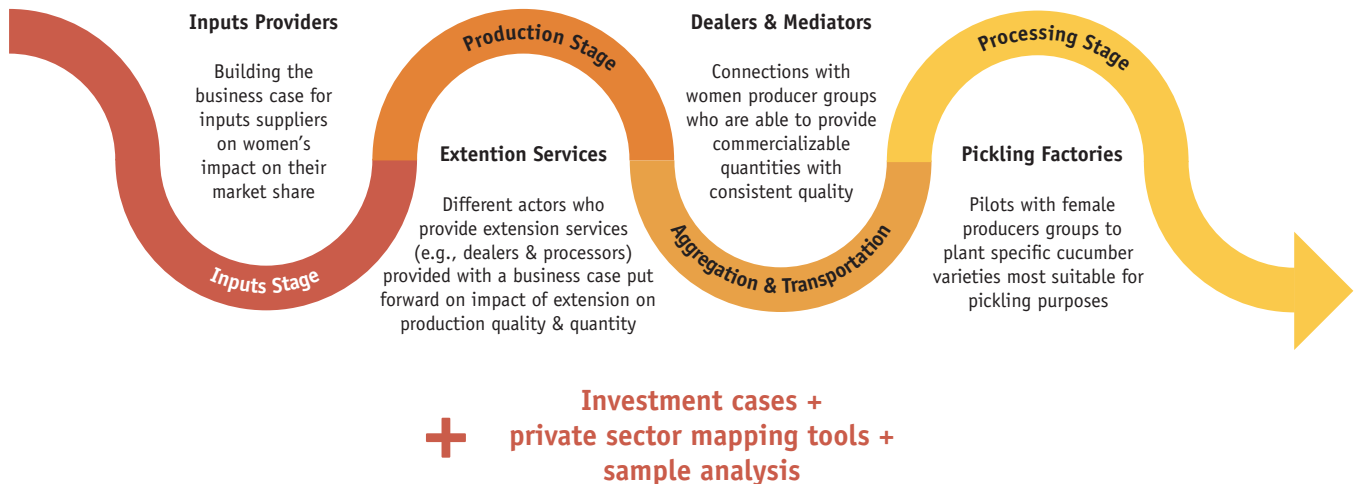 Inputs Providers
Building the
business case for
inputs suppliers
on women's
impact on their
market share
Inputs Stage
Production Stage
Extention Services
Different actors who
provide extension services
(e.g., dealers & processors)
provided with a business case put
forward on impact of extension on
production quality & quantity
Dealers & Mediators
Connections with
women producer groups
who are able to provide
commercializable
quantities with
consistent quality
Aggregation & Transportation
Processing Stage
Pickling Factories
Pilots with female
producers groups to
plant specific cucumber
varieties most suitable for
pickling purposes
+
Investment cases +
private sector mapping tools +
sample analysis